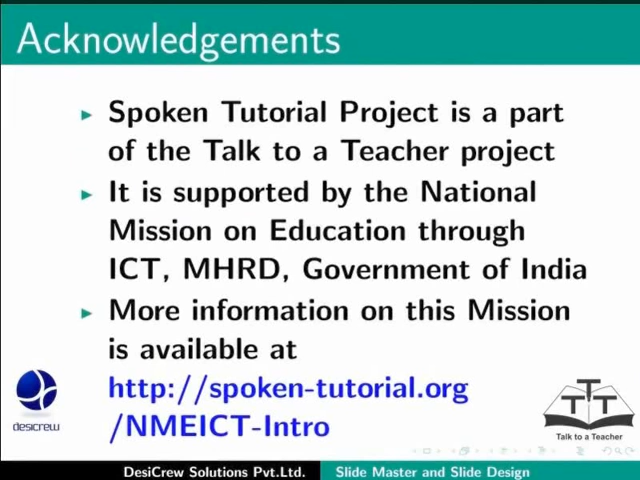 Acknowledgements
Spoken Tutorial Project is a part
of the Talk to a Teacher project
It is supported by the National
Mission on Education through
ICT, MHRD, Government of India
More information on this Mission
is available at
http://spoken-tutorial.org
/NMEICT-Intro
desicrew
TTT
Talk to a Teacher
DesiCrew Solutions Pvt.Ltd.
Slide Master and Slide Design